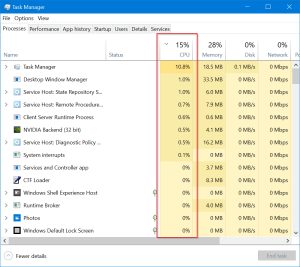 Task Manager
File Options View
Processes Performance App history Startup Users Details Services
15% 28% 0% 0%
Name Status CPU Memory Disk Network
Task Manager 10.8% 18.5 MB 0.1 MB/s 0 Mbps
Desktop Window Manager 1.0% 33.5 MB 0 MB/s 0 Mbps
Service Host: State Repository S... 1.0% 6.0 MB 0 MB/s 0 Mbps
Service Host: Remote Procedure... 0.7% 7.9 MB 0 MB/s 0 Mbps
Client Server Runtime Process 0.6% 0.6 MB 0 MB/s 0 Mbps
NVIDIA Backend (32 bit) 0.5% 4.1 MB 0 MB/s 0 Mbps
Service Host: Diagnostic Policy ... 0.5% 16.2 MB 0 MB/s 0 Mbps
System interrupts 0.1% 0 MB 0 MB/s 0 Mbps
Services and Controller app 0% 3.7 MB 0 MB/s 0 Mbps
CTF Loader 0% 8.3 MB 0 MB/s 0 Mbps
Windows Shell Experience Host 0% 0 MB 0 MB/s 0 Mbps
Runtime Broker 0% 4.0 MB 0 MB/s 0 Mbps
Photos 0% 0 MB 0 MB/s 0 Mbps
Windows Default Lock Screen 0% 0 MB 0 MB/s 0 Mbps
Fewer details End task